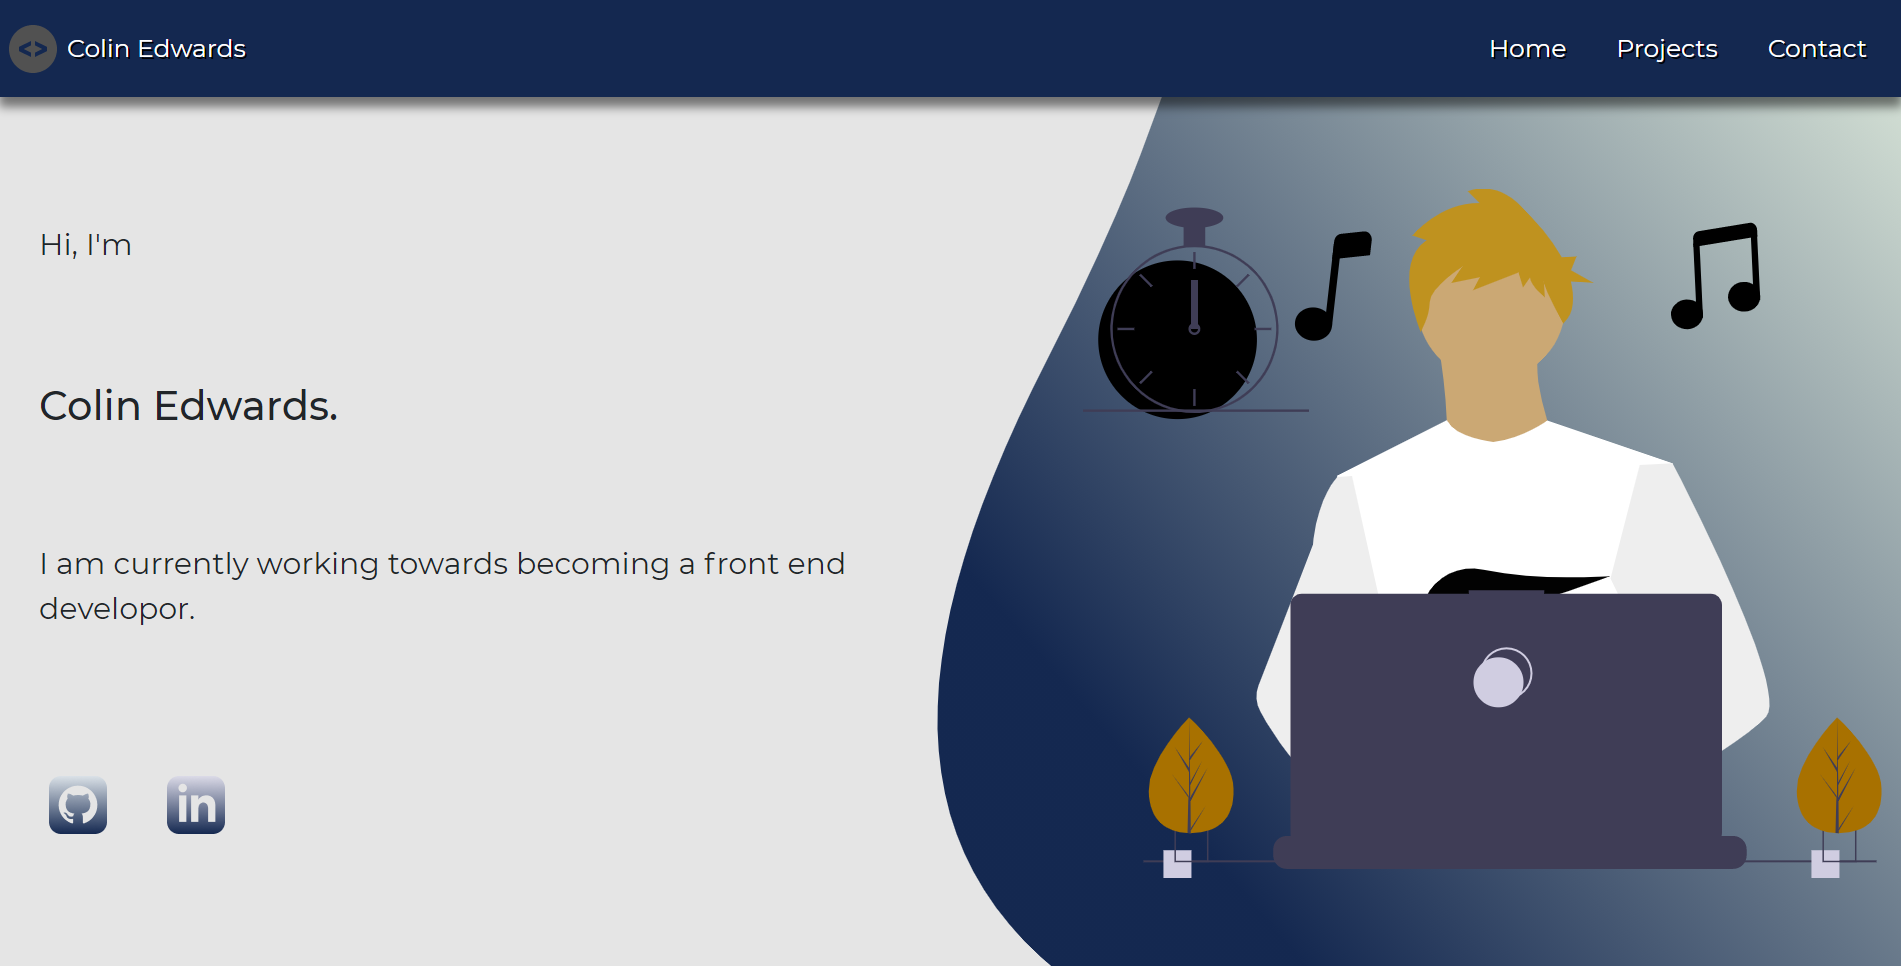 <> Colin Edwards
Home Projects Contact
Hi, I'm
Colin Edwards.
I am currently working towards becoming a front end
developor.
in